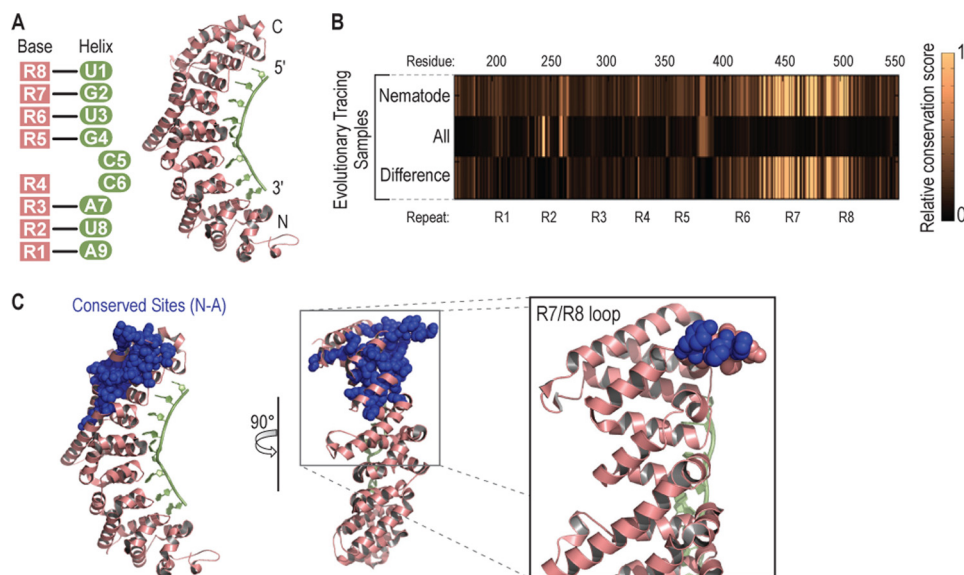 A
Base Helix
R8 U1
R7 G2
R6 U3
R5 G4
C5
R4 C6
R3 A7
R2 U8
R1 A9
C
5'
3'
N
B
Residue: 200 250 300 350 400 450 500 550
Evolutionary Tracing
Samples
Nematode
All
Difference
Repeat: R1 R2 R3 R4 R5 R6 R7 R8
Relative conservation score
1
0
C
Conserved Sites (N-A)
90°
R7/R8 loop